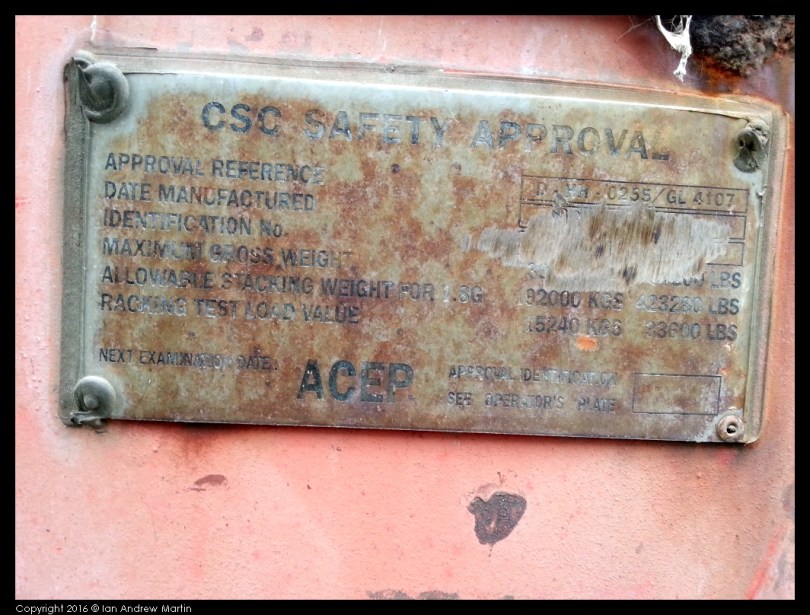 CSC SAFETY APPROVAL
APPROVAL REFERENCE 0255/GL 4107
DATE MANUFACTURED
IDENTIFICATION No.
MAXIMUM GROSS WEIGHT LBS
ALLOWABLE STACKING WEIGHT FOR 1.8G 192000 KGS 423280 LBS
RACKING TEST LOAD VALUE 15240 KGS 33600 LBS
NEXT EXAMINATION DATE:
ACEP
APPROVAL IDENTIFICATION
SEE OPERATOR'S PLATE
Copyright 2016 © Ian Andrew Martin